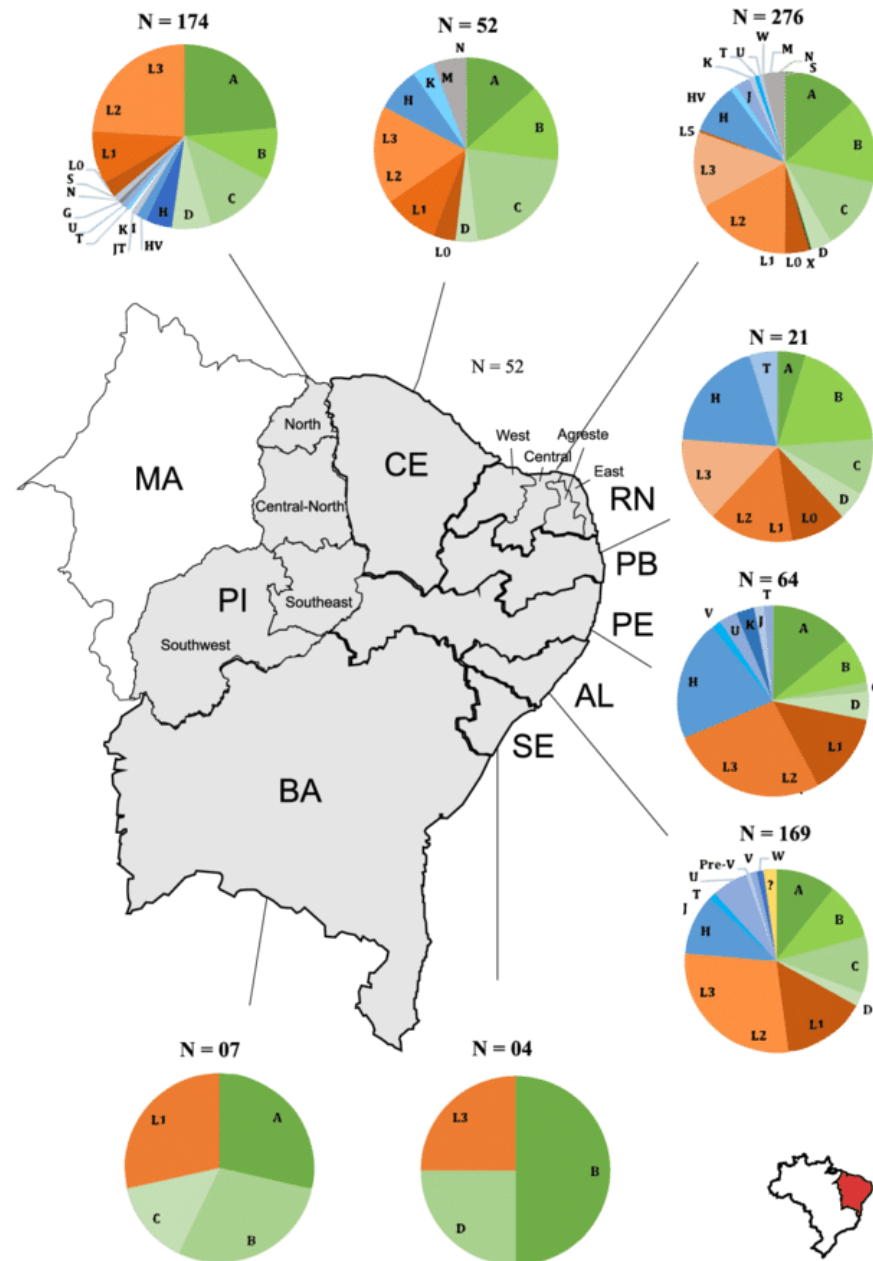 N = 174
L3
A
L2
L1
B
L0
S
N
G
U
T
K
JT
I
HV
H
D
C
N = 52
N
M
K
H
A
B
L3
L2
L1
L0
D
C
N = 276
W
T
U
M
N
S
K
J
HV
H
A
L5
B
L3
L2
C
L1
L0
X
D
N = 21
T
A
H
B
L3
C
L2
L1
L0
D
N = 64
T
V
U
K
J
A
H
B
D
L3
L2
L1
N = 169
Pre-V
V
W
U
T
J
?
A
H
B
C
L3
L2
L1
D
N = 52
MA
North
Central-North
CE
West
Central
Agreste
East
RN
PB
PI
Southwest
Southeast
PE
AL
SE
BA
N = 07
L1
A
C
B
N = 04
L3
B
D